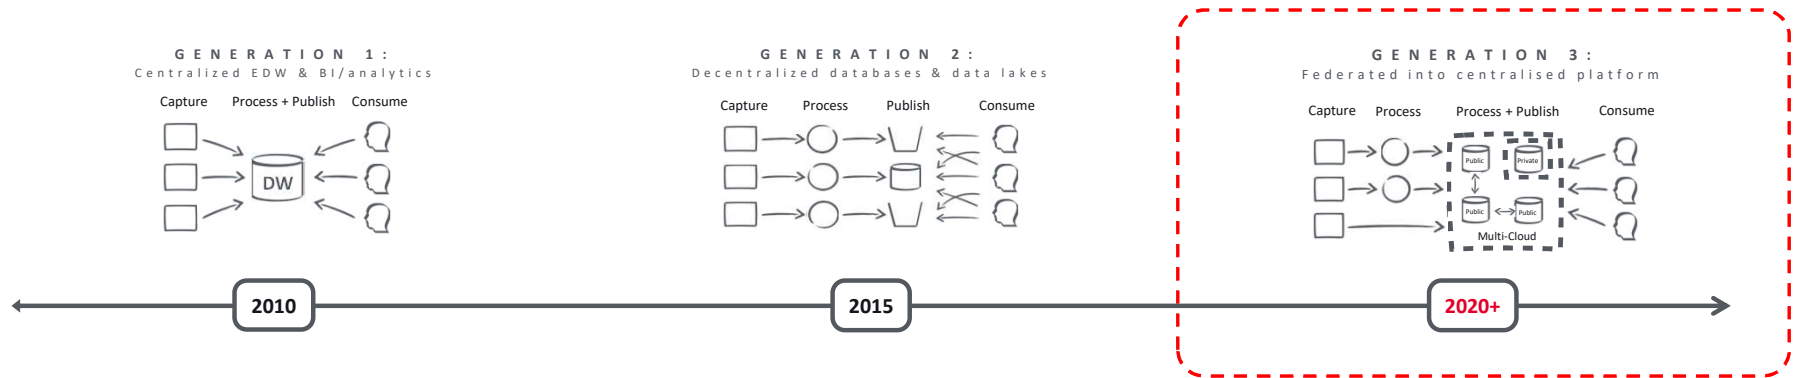 GENERATION 1:
Centralized EDW & BI/analytics
Capture Process + Publish Consume
DW
2010
GENERATION 2:
Decentralized databases & data lakes
Capture Process Publish Consume
2015
GENERATION 3:
Federated into centralised platform
Capture Process Process + Publish Consume
Public Private
Public Public
Multi-Cloud
2020+